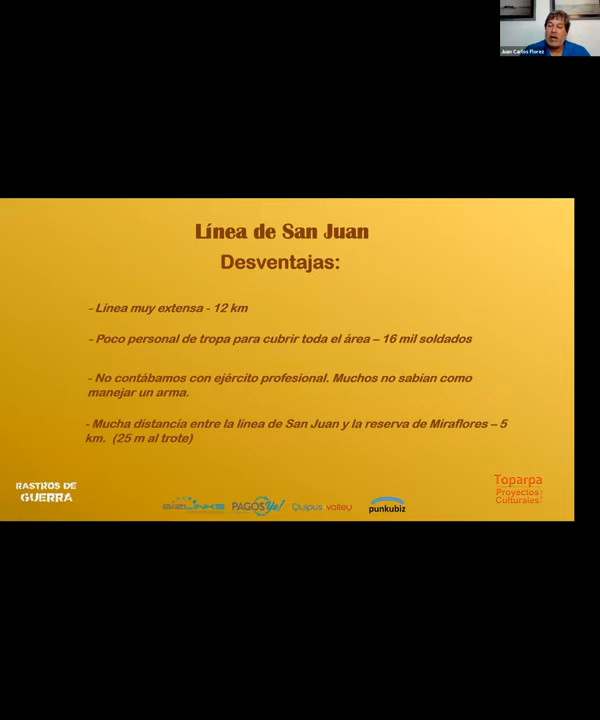 Juan Carlos Florez
Línea de San Juan
Desventajas:
- Línea muy extensa - 12 km
- Poco personal de tropa para cubrir toda el área – 16 mil soldados
- No contábamos con ejército profesional. Muchos no sabían como
manejar un arma.
- Mucha distancia entre la línea de San Juan y la reserva de Miraflores – 5
km. (25 m al trote)
RASTROS DE
GUERRA
BIZLINKS
PAGOS Ya!
Quipus valley
punkubiz
Toparpa
Proyectos
Culturales